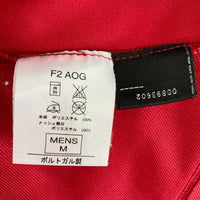 F2 AOG
本体 ポリエステル 100%
メッシュ部分
ポリエステル 100%
MENS
M
ポルトガル製
00893602